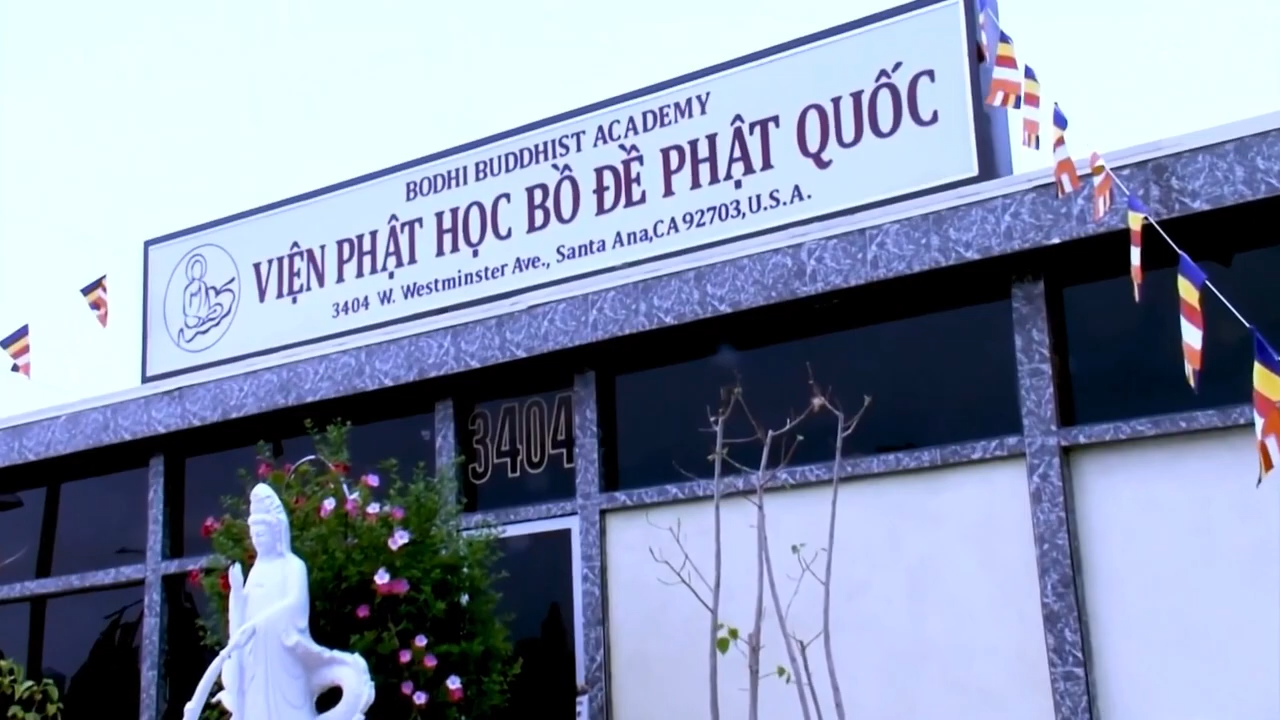 BODHI BUDDHIST ACADEMY
VIỆN PHẬT HỌC BỒ ĐỀ PHẬT QUỐC
3404 W. Westminster Ave., Santa Ana,CA 92703,U.S.A.
3404